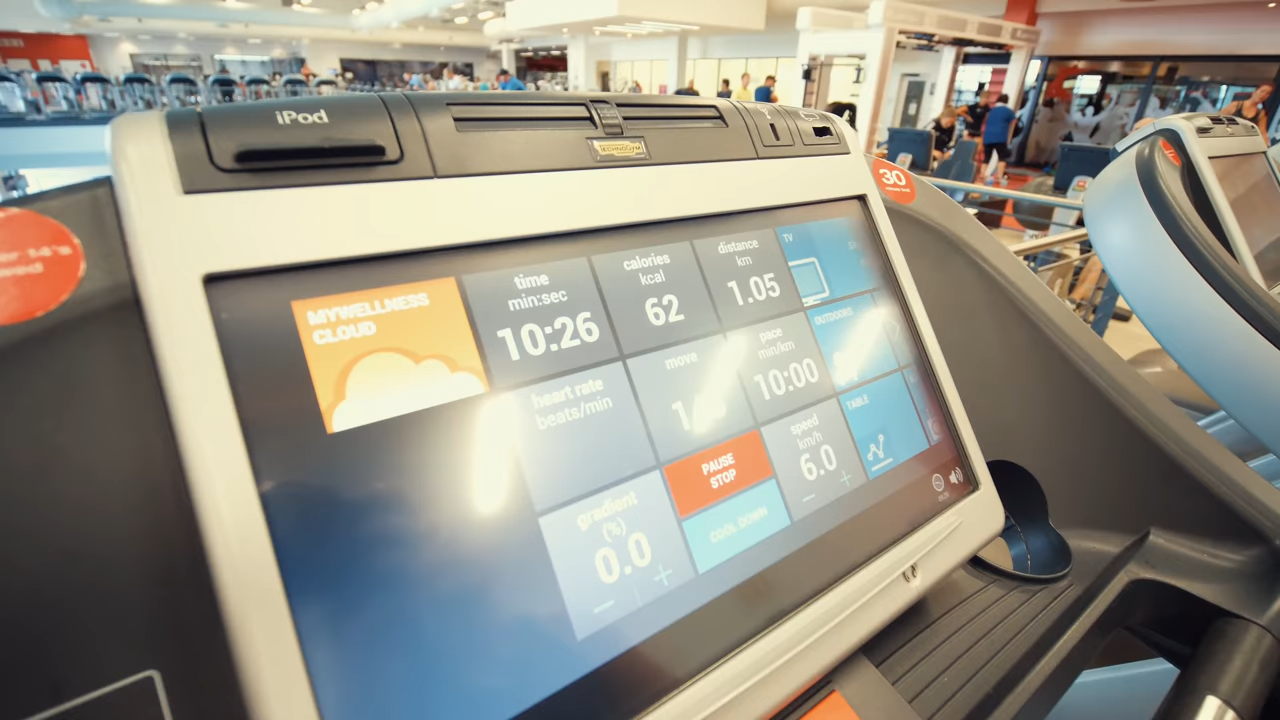 iPod
TECHNOGYM
30
er 14's
MYWELLNESS
CLOUD
time
min:sec
10:26
calories
kcal
62
distance
km
1.05
TV
heart rate
beats/min
move
pace
min/km
10:00
OUTDOORS
gradient
(%)
0.0
PAUSE
STOP
COOL DOWN
speed
km/h
6.0
TABLE